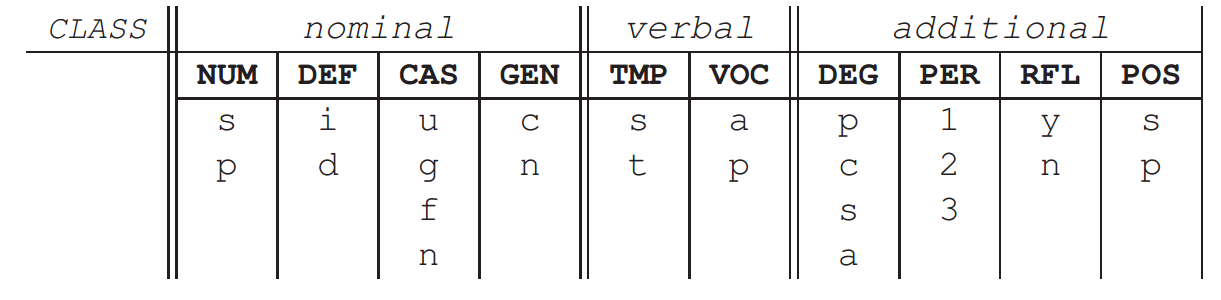 CLASS nominal verbal additional
NUM DEF CAS GEN TMP VOC DEG PER RFL POS
s i u c s a p 1 y s
p d g n t p c 2 n p
f s 3
n a